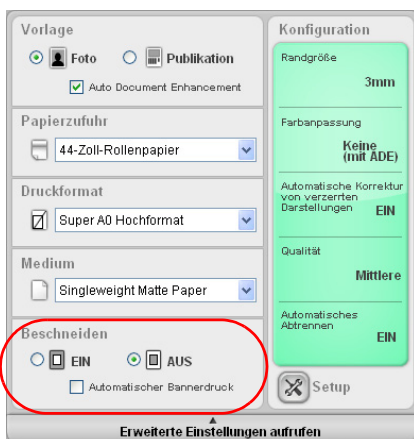 Vorlage
Foto Publikation
Auto Document Enhancement
Papierzufuhr
44-Zoll-Rollenpapier
Druckformat
Super A0 Hochformat
Medium
Singleweight Matte Paper
Beschneiden
EIN AUS
Automatischer Bannerdruck
Konfiguration
Randgröße
3mm
Farbanpassung
Keine
(mit ADE)
Automatische Korrektur
von verzerten
Darstellungen EIN
Qualität
Mittlere
Automatisches
Abtrennen
EIN
Setup
Erweiterte Einstellungen aufrufen